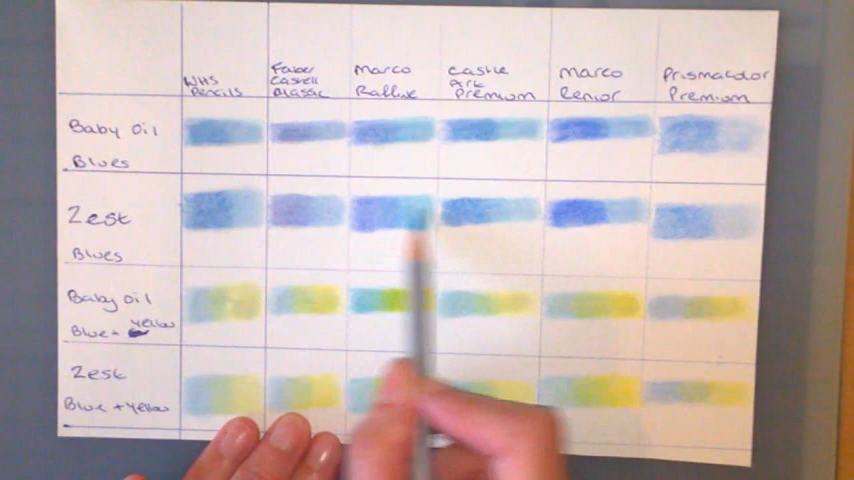 WHS
Pencils
Faber
Castell
Classic
Marco
Raffine
Castle
Art
Premium
Marco
Renior
Prismacolor
Premium
Baby Oil
Blues
Zest
Blues
Baby Oil
Blue + Yellow
Zest
Blue + Yellow